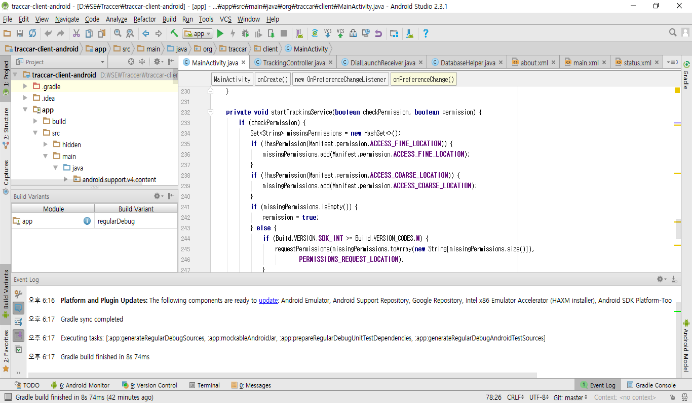 traccar-client-android - [D:₩SE₩Traccer₩traccar-client-android] - [app] - ...₩app₩src₩main₩java₩org₩traccar₩client₩MainActivity.java - Android Studio 2.3.1
File Edit View Navigate Code Analyze Refactor Build Run Tools VCS Window Help
app
traccar-client-android app src main java org traccar client MainActivity
Project
MainActivity.java TrackingController.java DialLaunchReceiver.java DatabaseHelper.java about.xml main.xml status.xml
MainActivity onCreate() new OnPreferenceChangeListener onPreferenceChange()
1: Project
Z: Structure
Captures
Build Variants
2: Favorites
Gradle
Android Model
traccar-client-android
.gradle
.idea
app
build
src
hidden
main
java
android.support.v4.content
Build Variants
Module Build Variant
app regularDebug
230 }
231
232 private void startTrackingService(boolean checkPermission, boolean permission) {
233 if (checkPermission) {
234 Set<String> missingPermissions = new HashSet<>();
235 if (!hasPermission(Manifest.permission.ACCESS_FINE_LOCATION)) {
236 missingPermissions.add(Manifest.permission.ACCESS_FINE_LOCATION);
237 }
238 if (!hasPermission(Manifest.permission.ACCESS_COARSE_LOCATION)) {
239 missingPermissions.add(Manifest.permission.ACCESS_COARSE_LOCATION);
240 }
241 if (missingPermissions.isEmpty()) {
242 permission = true;
243 } else {
244 if (Build.VERSION.SDK_INT >= Build.VERSION_CODES.M) {
245 requestPermissions(missingPermissions.toArray(new String[missingPermissions.size()]),
246 PERMISSIONS_REQUEST_LOCATION);
247 }
Event Log
오후 6:16 Platform and Plugin Updates: The following components are ready to update: Android Emulator, Android Support Repository, Google Repository, Intel x86 Emulator Accelerator (HAXM installer), Android SDK Platform-Too
오후 6:17 Gradle sync completed
오후 6:17 Executing tasks: [:app:generateRegularDebugSources, :app:mockableAndroidJar, :app:prepareRegularDebugUnitTestDependencies, :app:generateRegularDebugAndroidTestSources]
오후 6:17 Gradle build finished in 8s 74ms
TODO 6: Android Monitor 9: Version Control Terminal 0: Messages Event Log Gradle Console
Gradle build finished in 8s 74ms (42 minutes ago) 78:26 CRLF UTF-8 Git: master Context: <no context>